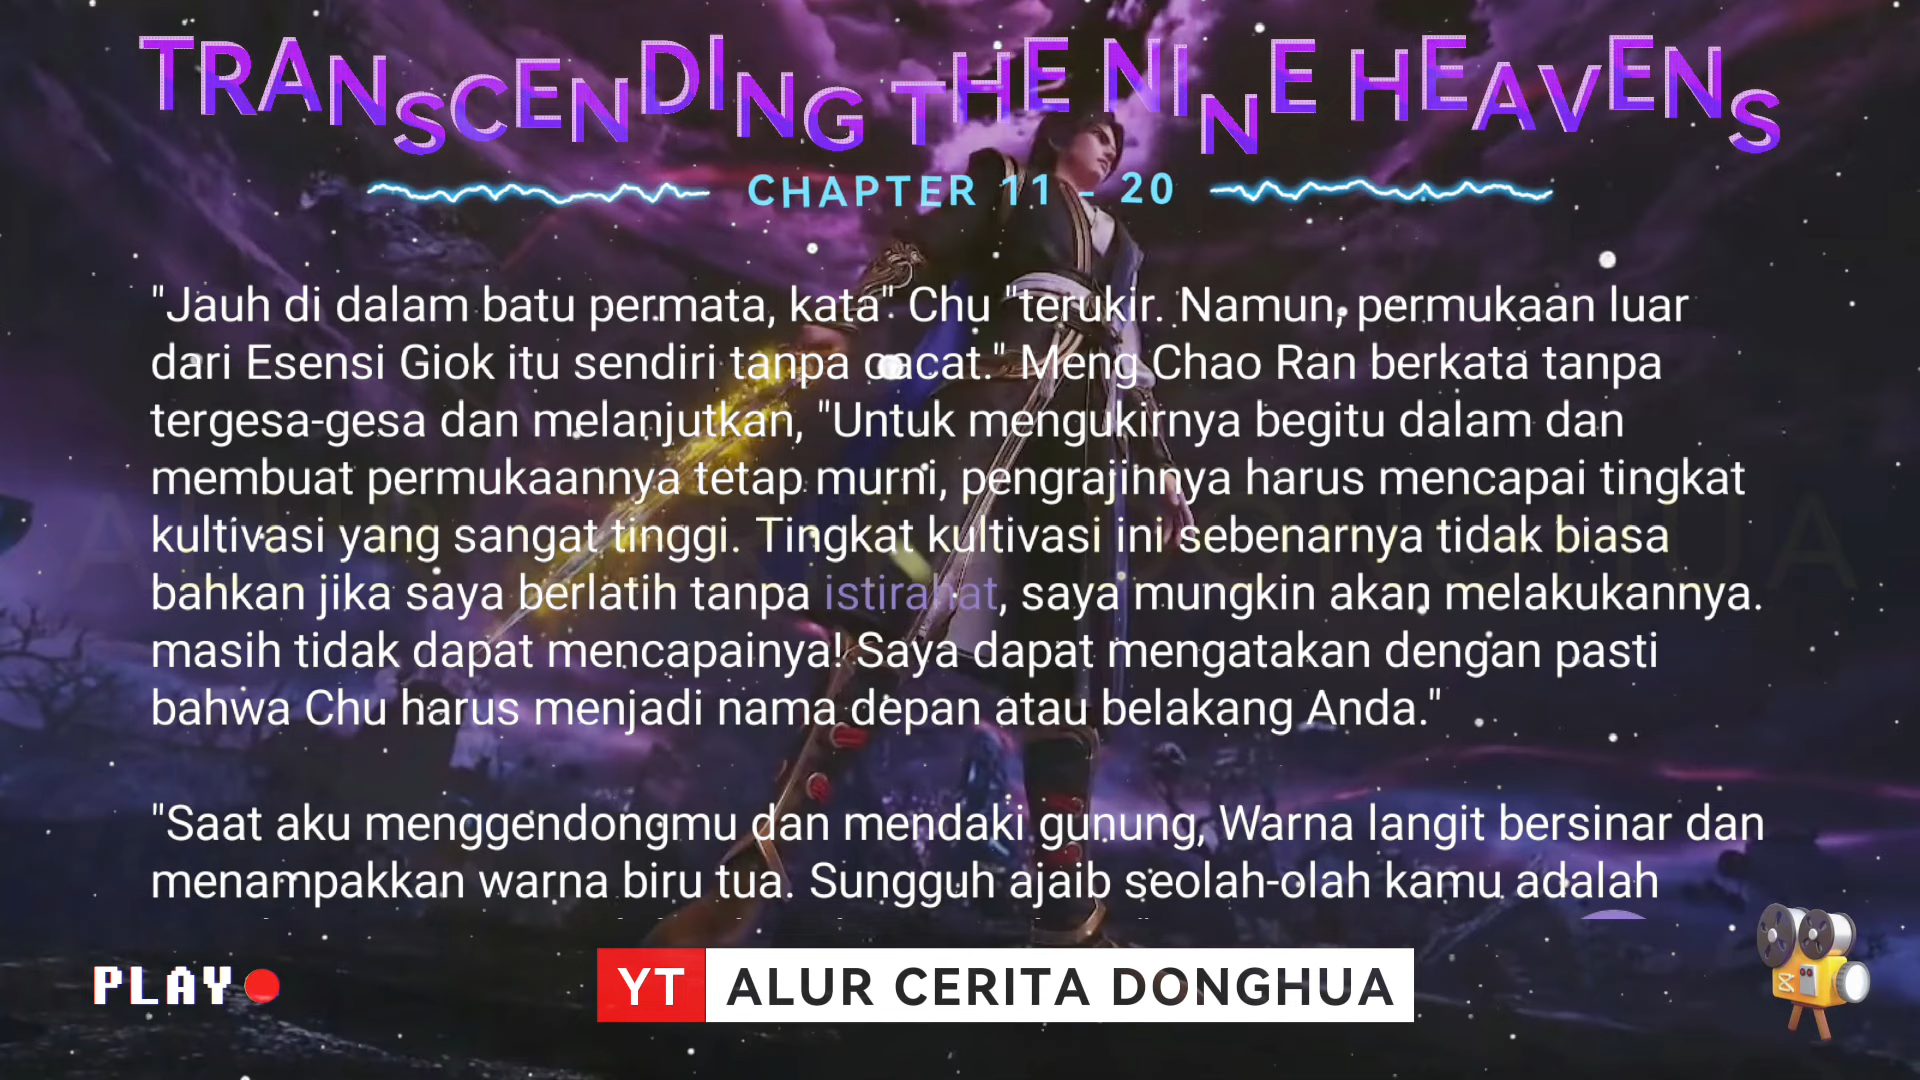 TRANSCENDING THE NINE HEAVENS
CHAPTER 11 - 20
"Jauh di dalam batu permata, kata" Chu "terukir. Namun, permukaan luar
dari Esensi Giok itu sendiri tanpa cacat." Meng Chao Ran berkata tanpa
tergesa-gesa dan melanjutkan, "Untuk mengukirnya begitu dalam dan
membuat permukaannya tetap murni, pengrajinnya harus mencapai tingkat
kultivasi yang sangat tinggi. Tingkat kultivasi ini sebenarnya tidak biasa
bahkan jika saya berlatih tanpa istirahat, saya mungkin akan melakukannya.
masih tidak dapat mencapainya! Saya dapat mengatakan dengan pasti
bahwa Chu harus menjadi nama depan atau belakang Anda."
"Saat aku menggendongmu dan mendaki gunung, Warna langit bersinar dan
menampakkan warna biru tua. Sungguh ajaib seolah-olah kamu adalah
PLAY
YT ALUR CERITA DONGHUA